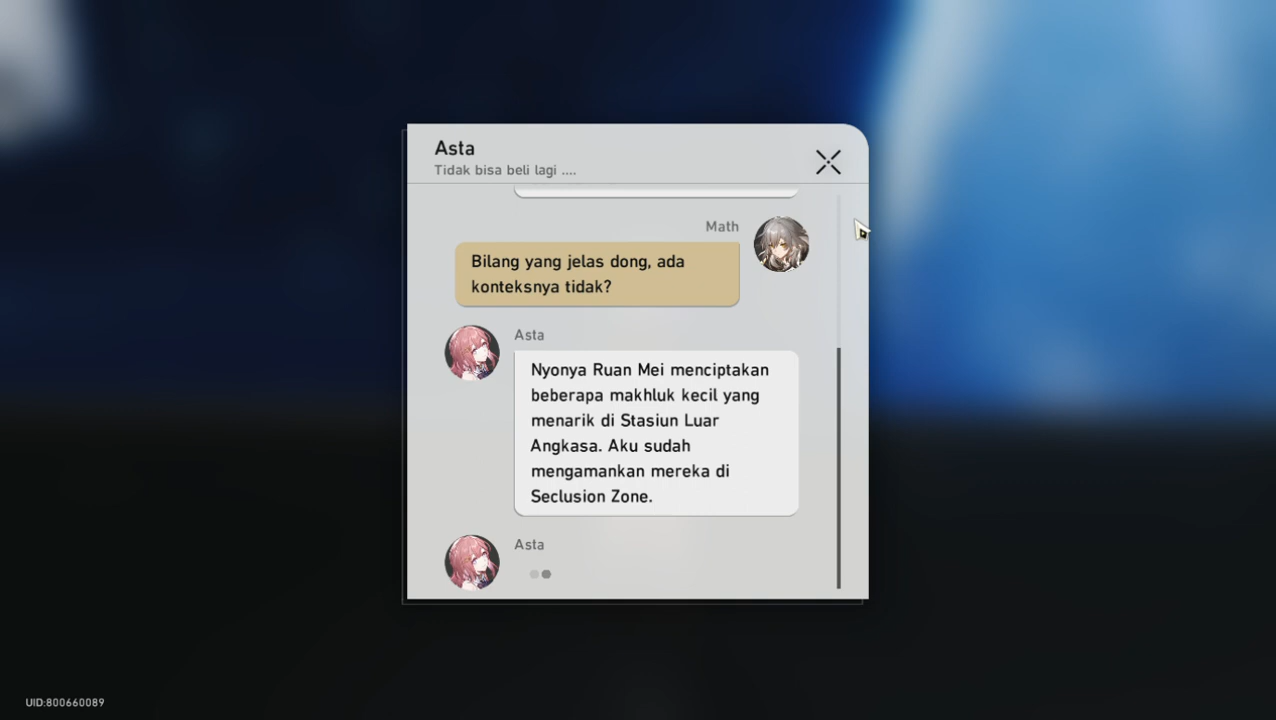 Asta
Tidak bisa beli lagi ....
Math
Bilang yang jelas dong, ada
konteksnya tidak?
Asta
Nyonya Ruan Mei menciptakan
beberapa makhluk kecil yang
menarik di Stasiun Luar
Angkasa. Aku sudah
mengamankan mereka di
Seclusion Zone.
Asta
UID:800660089